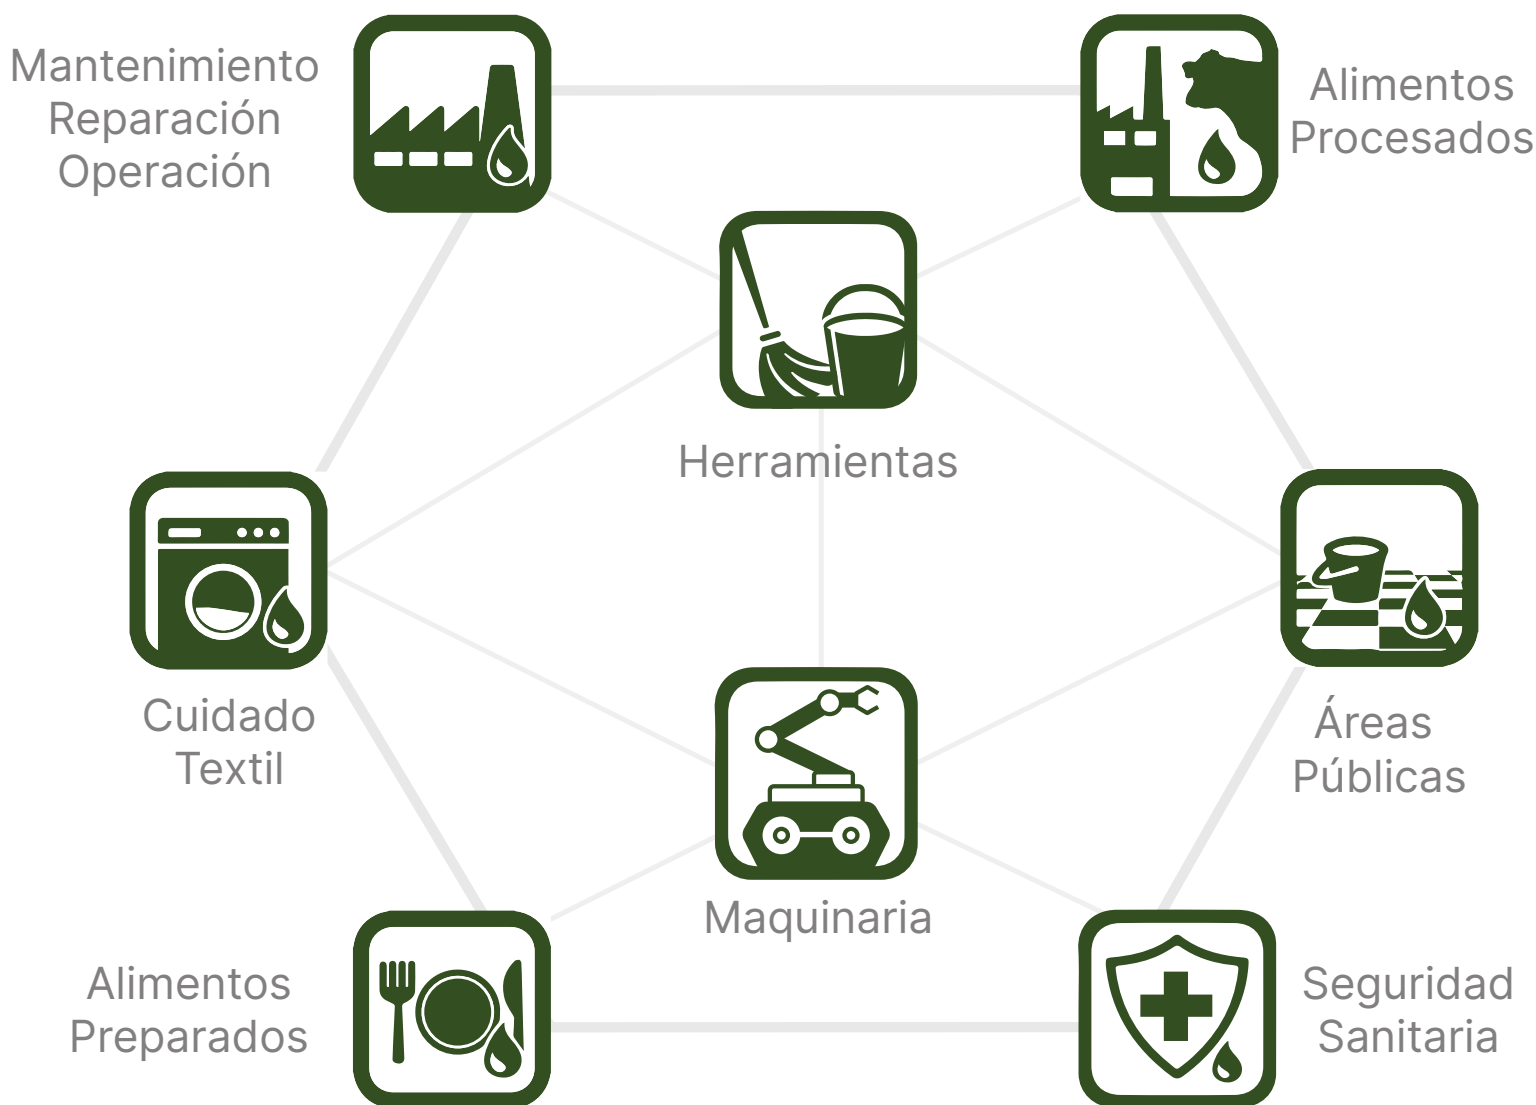 Mantenimiento
Reparación
Operación
Alimentos
Procesados
Herramientas
Cuidado
Textil
Áreas
Públicas
Maquinaria
Alimentos
Preparados
Seguridad
Sanitaria